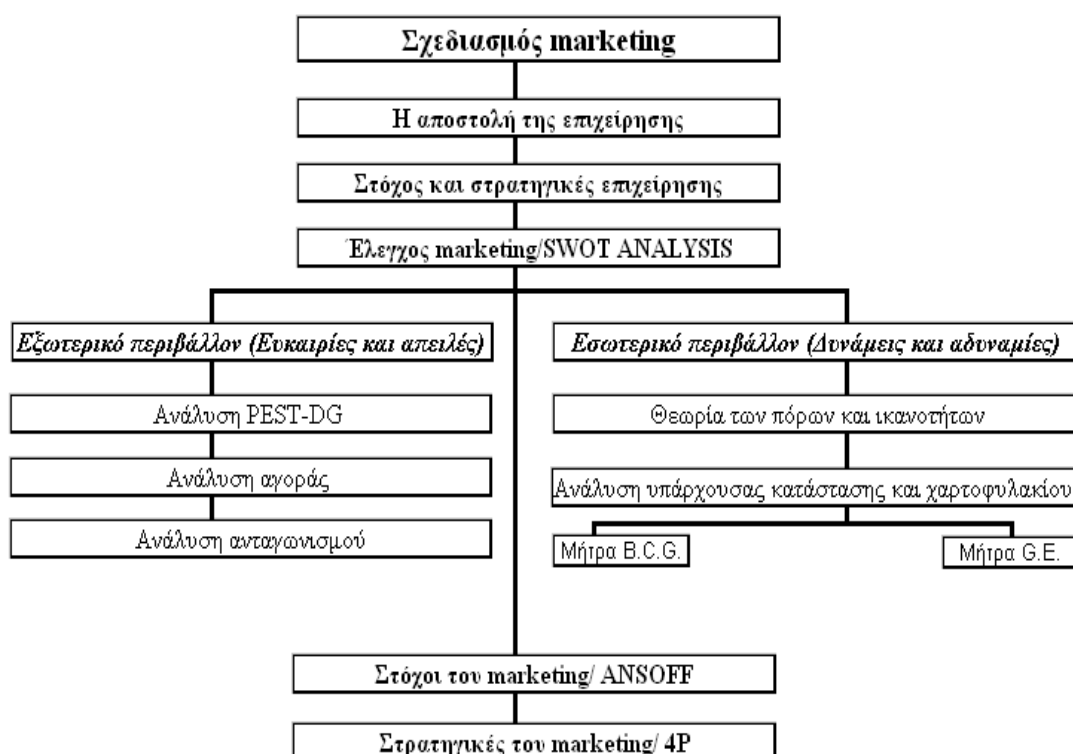 Σχεδιασμός marketing
Η αποστολή της επιχείρησης
Στόχος και στρατηγικές επιχείρησης
Έλεγχος marketing/SWOT ANALYSIS
Εξωτερικό περιβάλλον (Ευκαιρίες και απειλές)
Ανάλυση PEST-DG
Ανάλυση αγοράς
Ανάλυση ανταγωνισμού
Εσωτερικό περιβάλλον (Δυνάμεις και αδυναμίες)
Θεωρία των πόρων και ικανοτήτων
Ανάλυση υπάρχουσας κατάστασης και χαρτοφυλακίου
Μήτρα B.C.G.
Μήτρα G.E.
Στόχοι του marketing/ ANSOFF
Στρατηγικές του marketing/ 4P